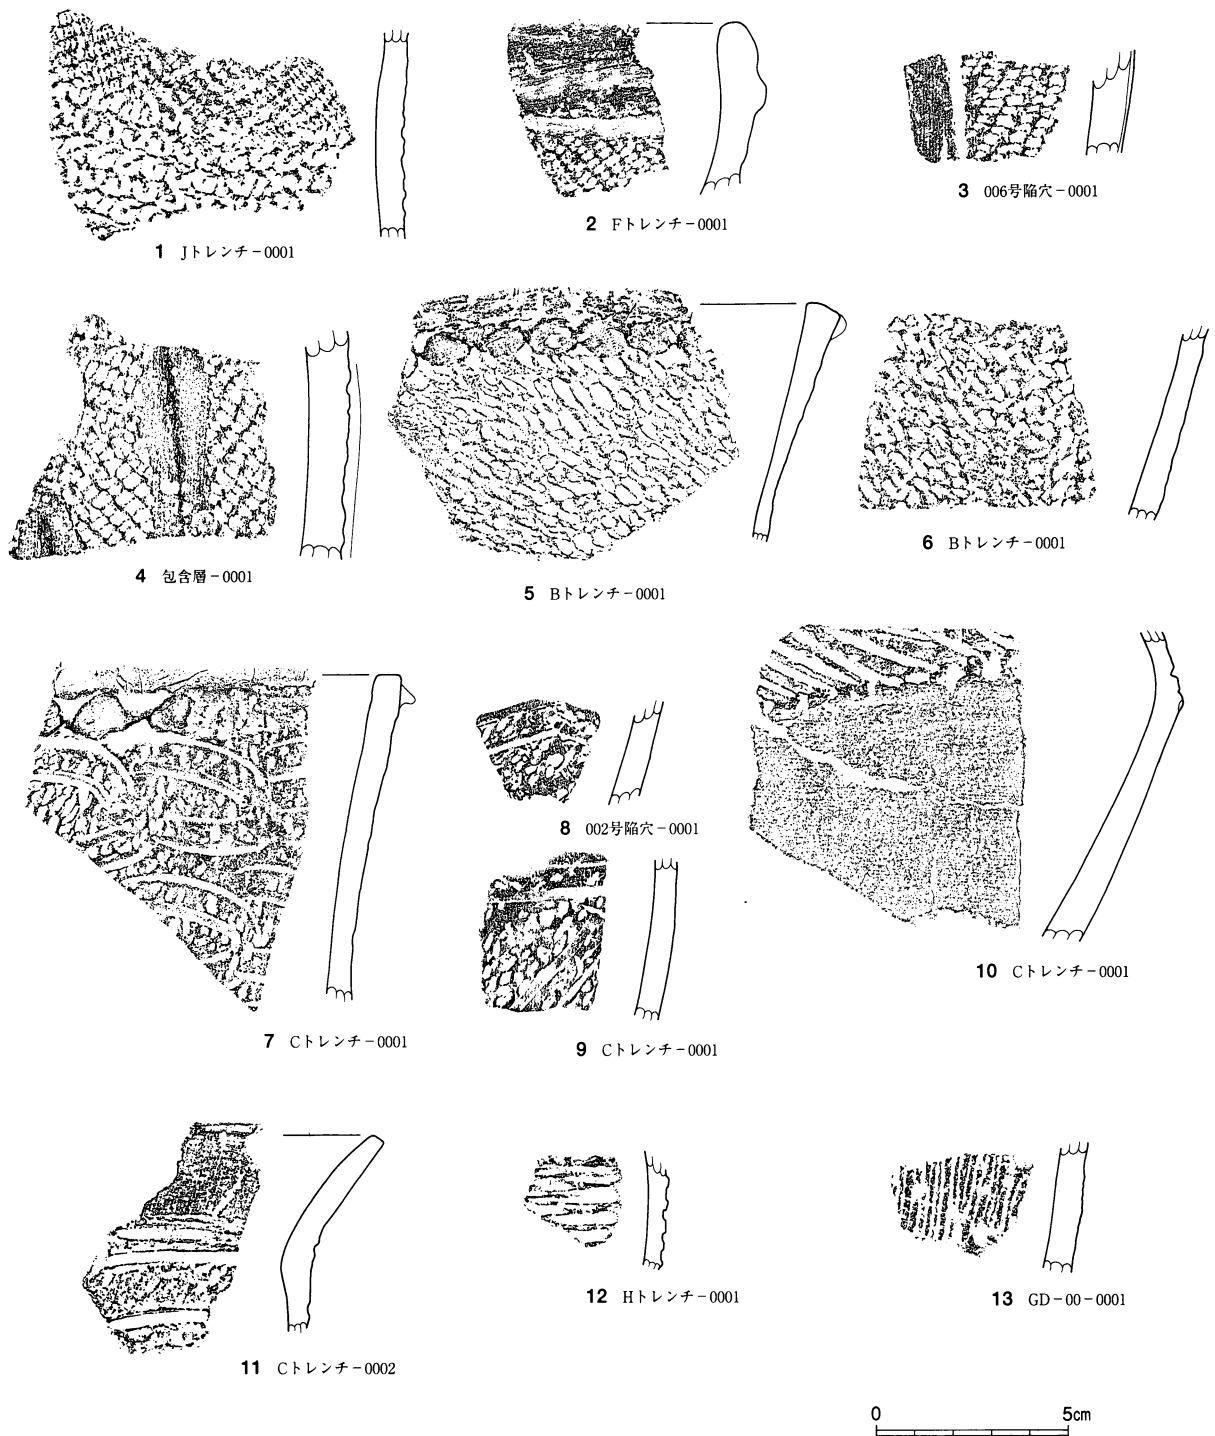 1 Jトレンチ-0001
2 Fトレンチ-0001
3 006号陥穴-0001
4 包含層-0001
5 Bトレンチ-0001
6 Bトレンチ-0001
7 Cトレンチ-0001
8 002号陥穴-0001
9 Cトレンチ-0001
10 Cトレンチ-0001
11 Cトレンチ-0002
12 Hトレンチ-0001
13 GD-00-0001
0 5cm